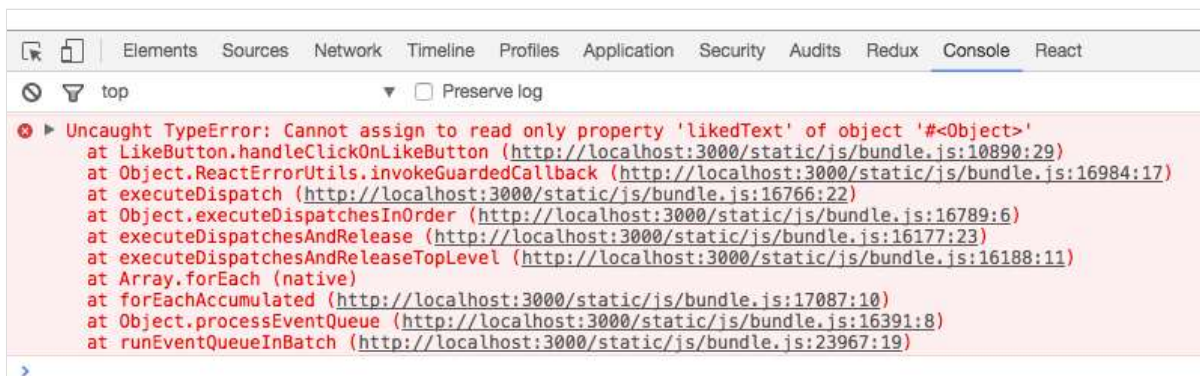 Elements Sources Network Timeline Profiles Application Security Audits Redux Console React
top ▼ Preserve log
Uncaught TypeError: Cannot assign to read only property 'likedText' of object '#<Object>'
at LikeButton.handleClickOnLikeButton (http://localhost:3000/static/js/bundle.js:10890:29)
at Object.ReactErrorUtils.invokeGuardedCallback (http://localhost:3000/static/js/bundle.js:16984:17)
at executeDispatch (http://localhost:3000/static/js/bundle.js:16766:22)
at Object.executeDispatchesInOrder (http://localhost:3000/static/js/bundle.js:16789:6)
at executeDispatchesAndRelease (http://localhost:3000/static/js/bundle.js:16177:23)
at executeDispatchesAndReleaseTopLevel (http://localhost:3000/static/js/bundle.js:16188:11)
at Array.forEach (native)
at forEachAccumulated (http://localhost:3000/static/js/bundle.js:17087:10)
at Object.processEventQueue (http://localhost:3000/static/js/bundle.js:16391:8)
at runEventQueueInBatch (http://localhost:3000/static/js/bundle.js:23967:19)